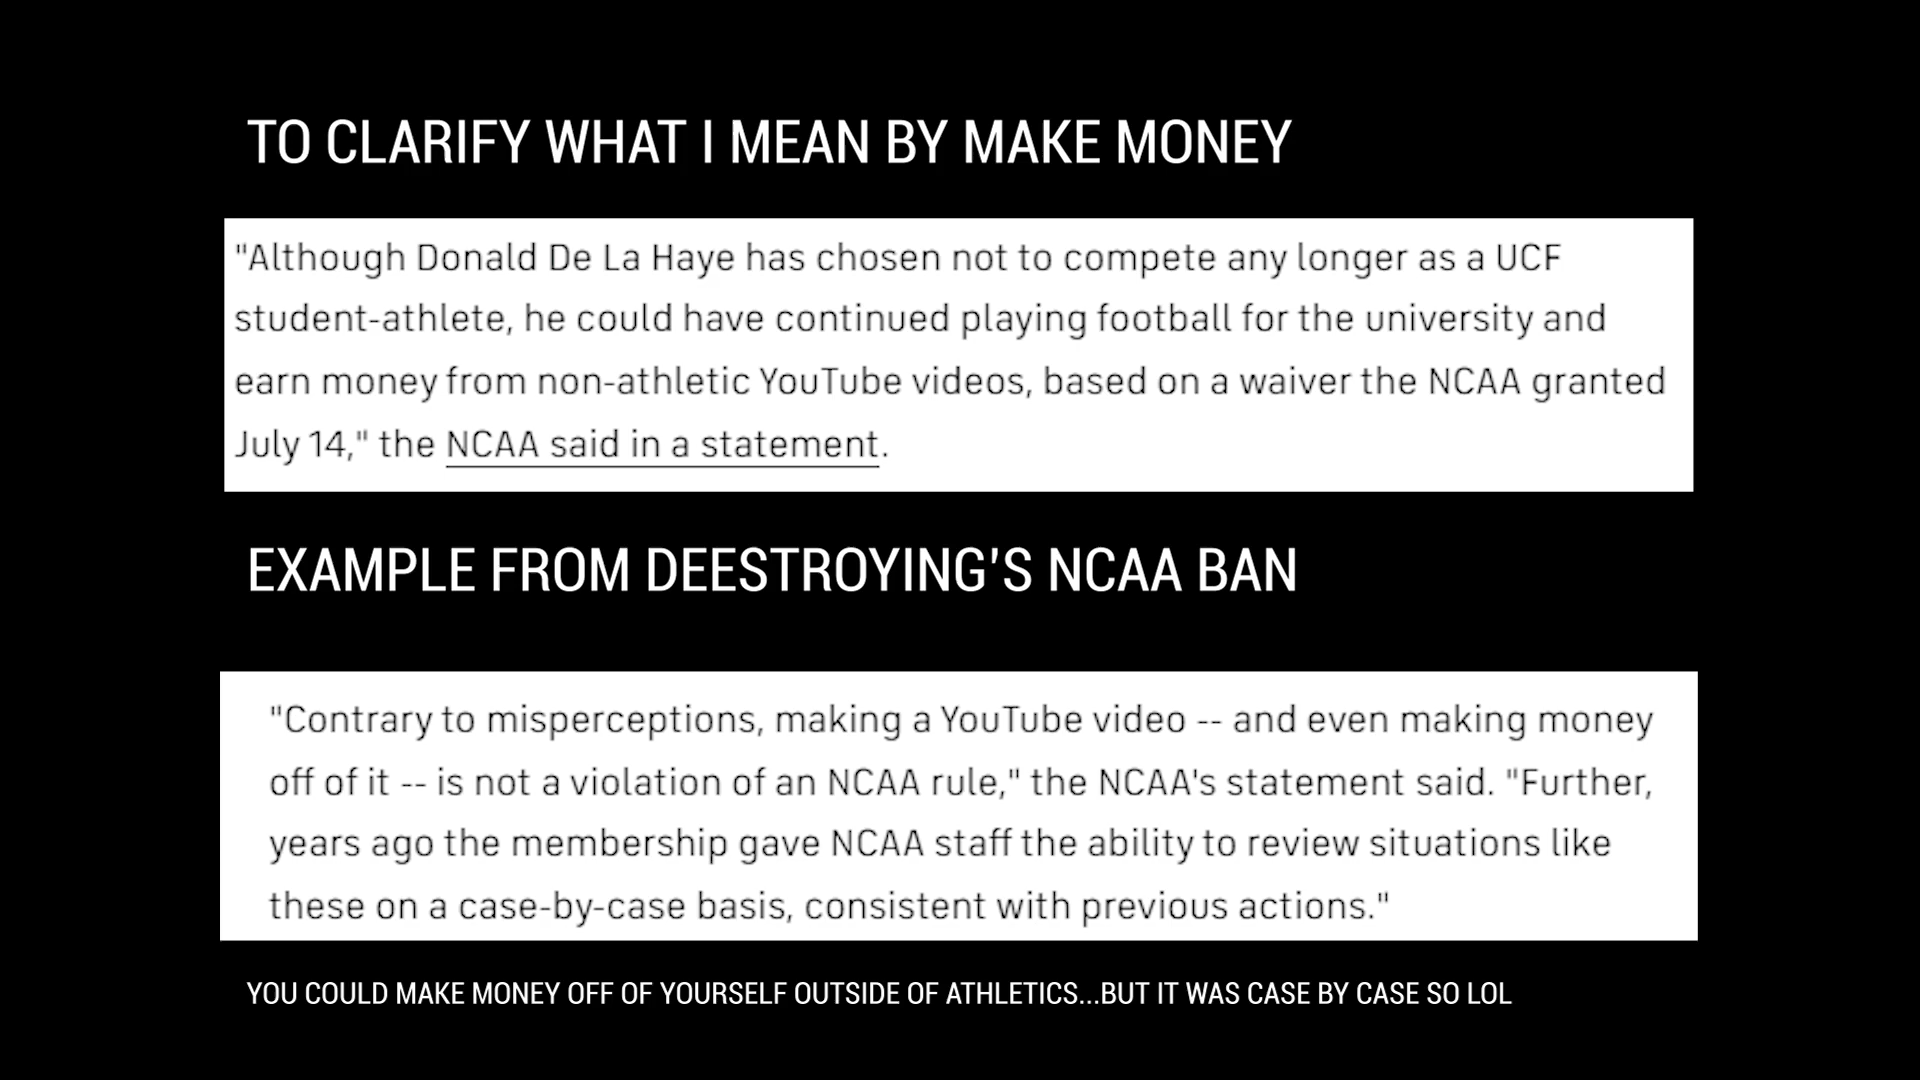 TO CLARIFY WHAT I MEAN BY MAKE MONEY
"Although Donald De La Haye has chosen not to compete any longer as a UCF
student-athlete, he could have continued playing football for the university and
earn money from non-athletic YouTube videos, based on a waiver the NCAA granted
July 14," the NCAA said in a statement.
EXAMPLE FROM DEESTROYING'S NCAA BAN
"Contrary to misperceptions, making a YouTube video -- and even making money
off of it -- is not a violation of an NCAA rule," the NCAA's statement said. "Further,
years ago the membership gave NCAA staff the ability to review situations like
these on a case-by-case basis, consistent with previous actions."
YOU COULD MAKE MONEY OFF OF YOURSELF OUTSIDE OF ATHLETICS...BUT IT WAS CASE BY CASE SO LOL